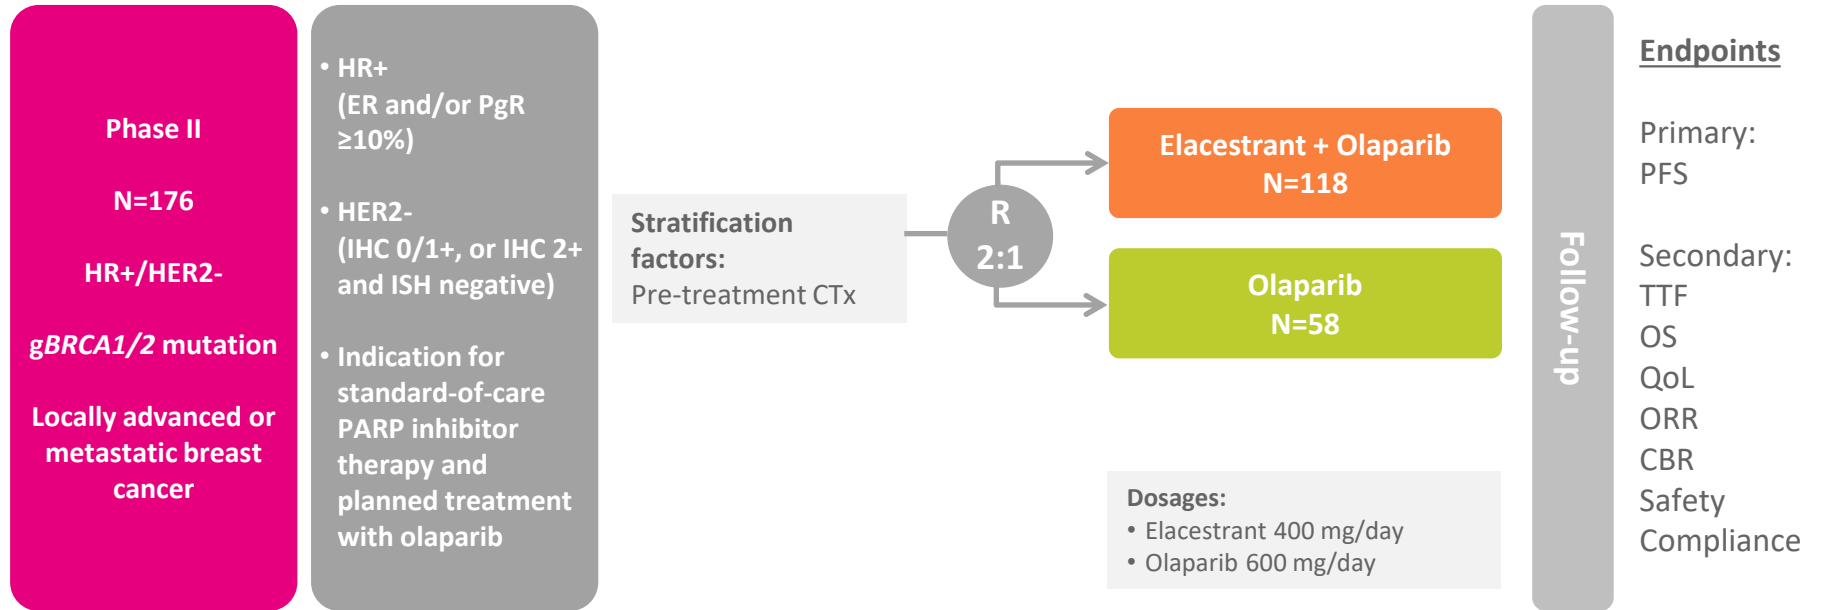 Phase II
N=176
HR+/HER2-
gBRCA1/2 mutation
Locally advanced or
metastatic breast
cancer
• HR+
(ER and/or PgR
≥10%)
• HER2-
(IHC 0/1+, or IHC 2+
and ISH negative)
• Indication for
standard-of-care
PARP inhibitor
therapy and
planned treatment
with olaparib
Stratification
factors:
Pre-treatment CTx
R
2:1
Elacestrant + Olaparib
N=118
Olaparib
N=58
Dosages:
• Elacestrant 400 mg/day
• Olaparib 600 mg/day
Follow-up
Endpoints
Primary:
PFS
Secondary:
TTF
OS
QoL
ORR
CBR
Safety
Compliance